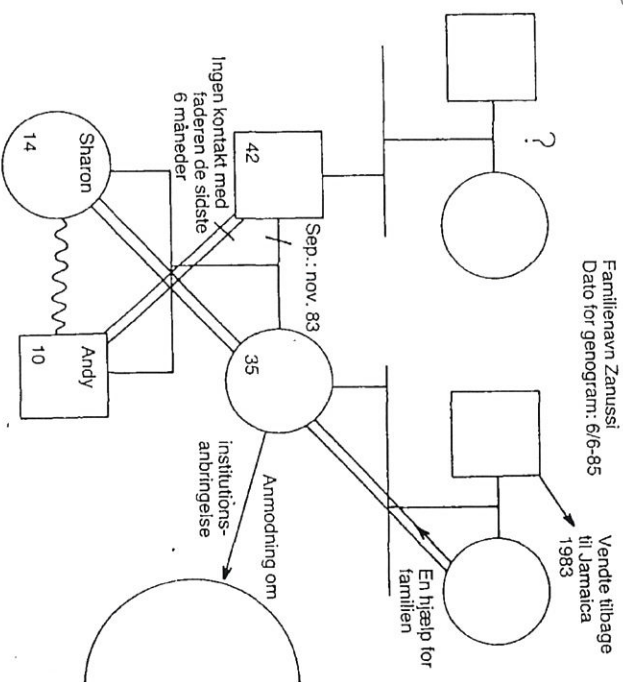 Familienavn Zanussi
Dato for genogram: 6/6-85
?
Vendte tilbage
til Jamaica
1983
En hjælp for
familien
42
Sep.: nov. 83
35
Ingen kontakt med
faderen de sidste
6 måneder
Anmodning om
institutions-
anbringelse
Sharon
14
Andy
10